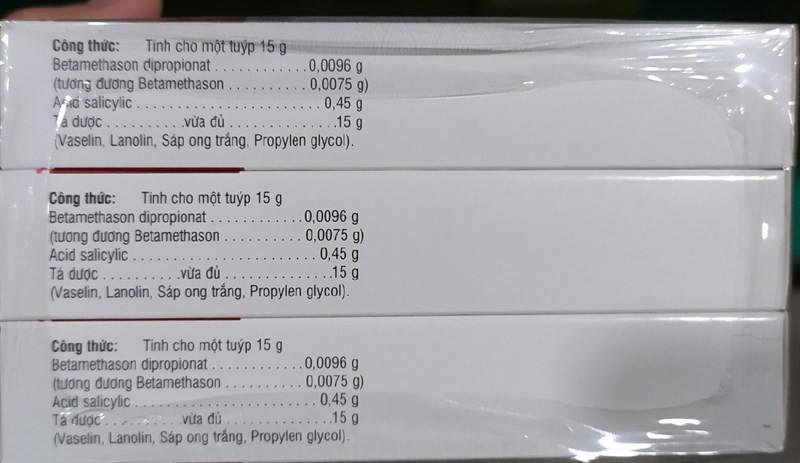 Công thức: Tính cho một tuýp 15 g
Betamethason dipropionat . . . . . . . . . . . . .0,0096 g
(tương đương Betamethason . . . . . . . . . . 0,0075 g)
Acid salicylic . . . . . . . . . . . . . . . . . . . . . . . . 0,45 g
Tá dược . . . . . . . . . .vừa đủ . . . . . . . . . . . . .15 g
(Vaselin, Lanolin, Sáp ong trắng, Propylen glycol).
Công thức: Tính cho một tuýp 15 g
Betamethason dipropionat . . . . . . . . . . . . .0,0096 g
(tương đương Betamethason . . . . . . . . . . 0,0075 g)
Acid salicylic . . . . . . . . . . . . . . . . . . . . . . . . 0,45 g
Tá dược . . . . . . . . . .vừa đủ . . . . . . . . . . . . .15 g
(Vaselin, Lanolin, Sáp ong trắng, Propylen glycol).
Công thức: Tính cho một tuýp 15 g
Betamethason dipropionat . . . . . . . . . . . . .0,0096 g
(tương đương Betamethason . . . . . . . . . . 0,0075 g)
Acid salicylic . . . . . . . . . . . . . . . . . . . . . . . . 0,45 g
Tá dược . . . . . . . . . .vừa đủ . . . . . . . . . . . . .15 g
(Vaselin, Lanolin, Sáp ong trắng, Propylen glycol).